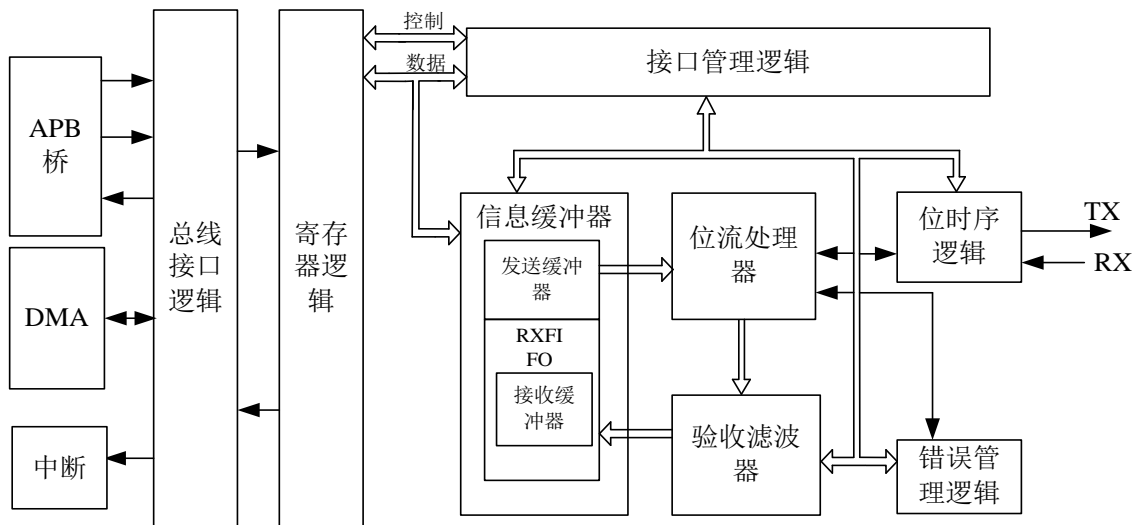 APB
桥
DMA
中断
总线
接口
逻辑
寄存
器逻
辑
控制
数据
接口管理逻辑
信息缓冲器
发送缓冲
器
RXFI
FO
接收缓
冲器
位流处理
器
验收滤波
器
位时序
逻辑
TX
RX
错误管
理逻辑